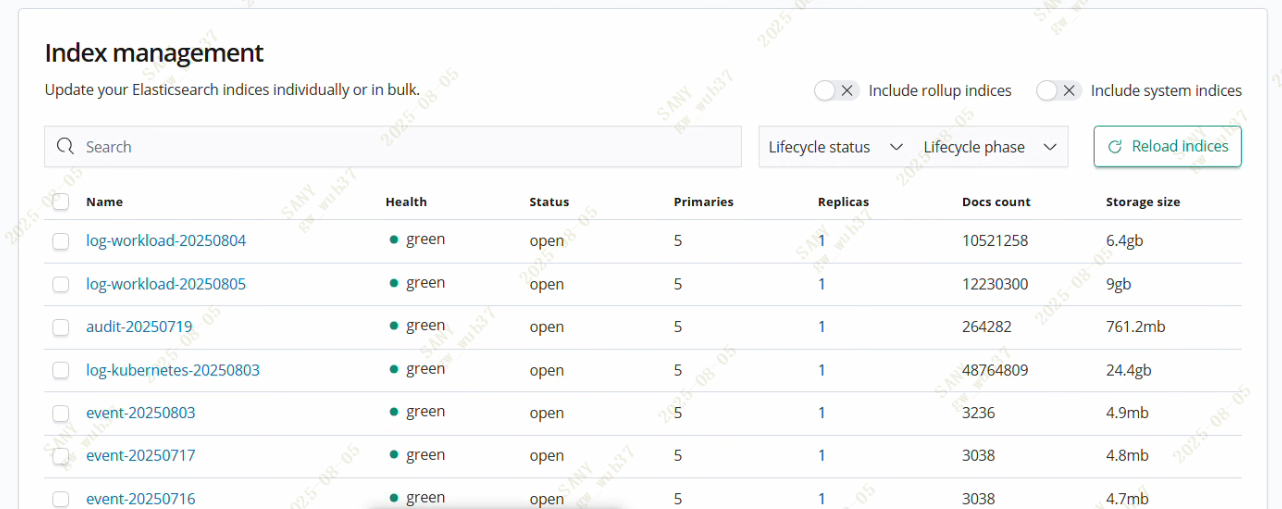 Index management
Update your Elasticsearch indices individually or in bulk.
Include rollup indices Include system indices
Search Lifecycle status Lifecycle phase Reload indices
Name Health Status Primaries Replicas Docs count Storage size
log-workload-20250804 green open 5 1 10521258 6.4gb
log-workload-20250805 green open 5 1 12230300 9gb
audit-20250719 green open 5 1 264282 761.2mb
log-kubernetes-20250803 green open 5 1 48764809 24.4gb
event-20250803 green open 5 1 3236 4.9mb
event-20250717 green open 5 1 3038 4.8mb
event-20250716 green open 5 1 3038 4.7mb
SANY
gw_wub37
2025-08-05